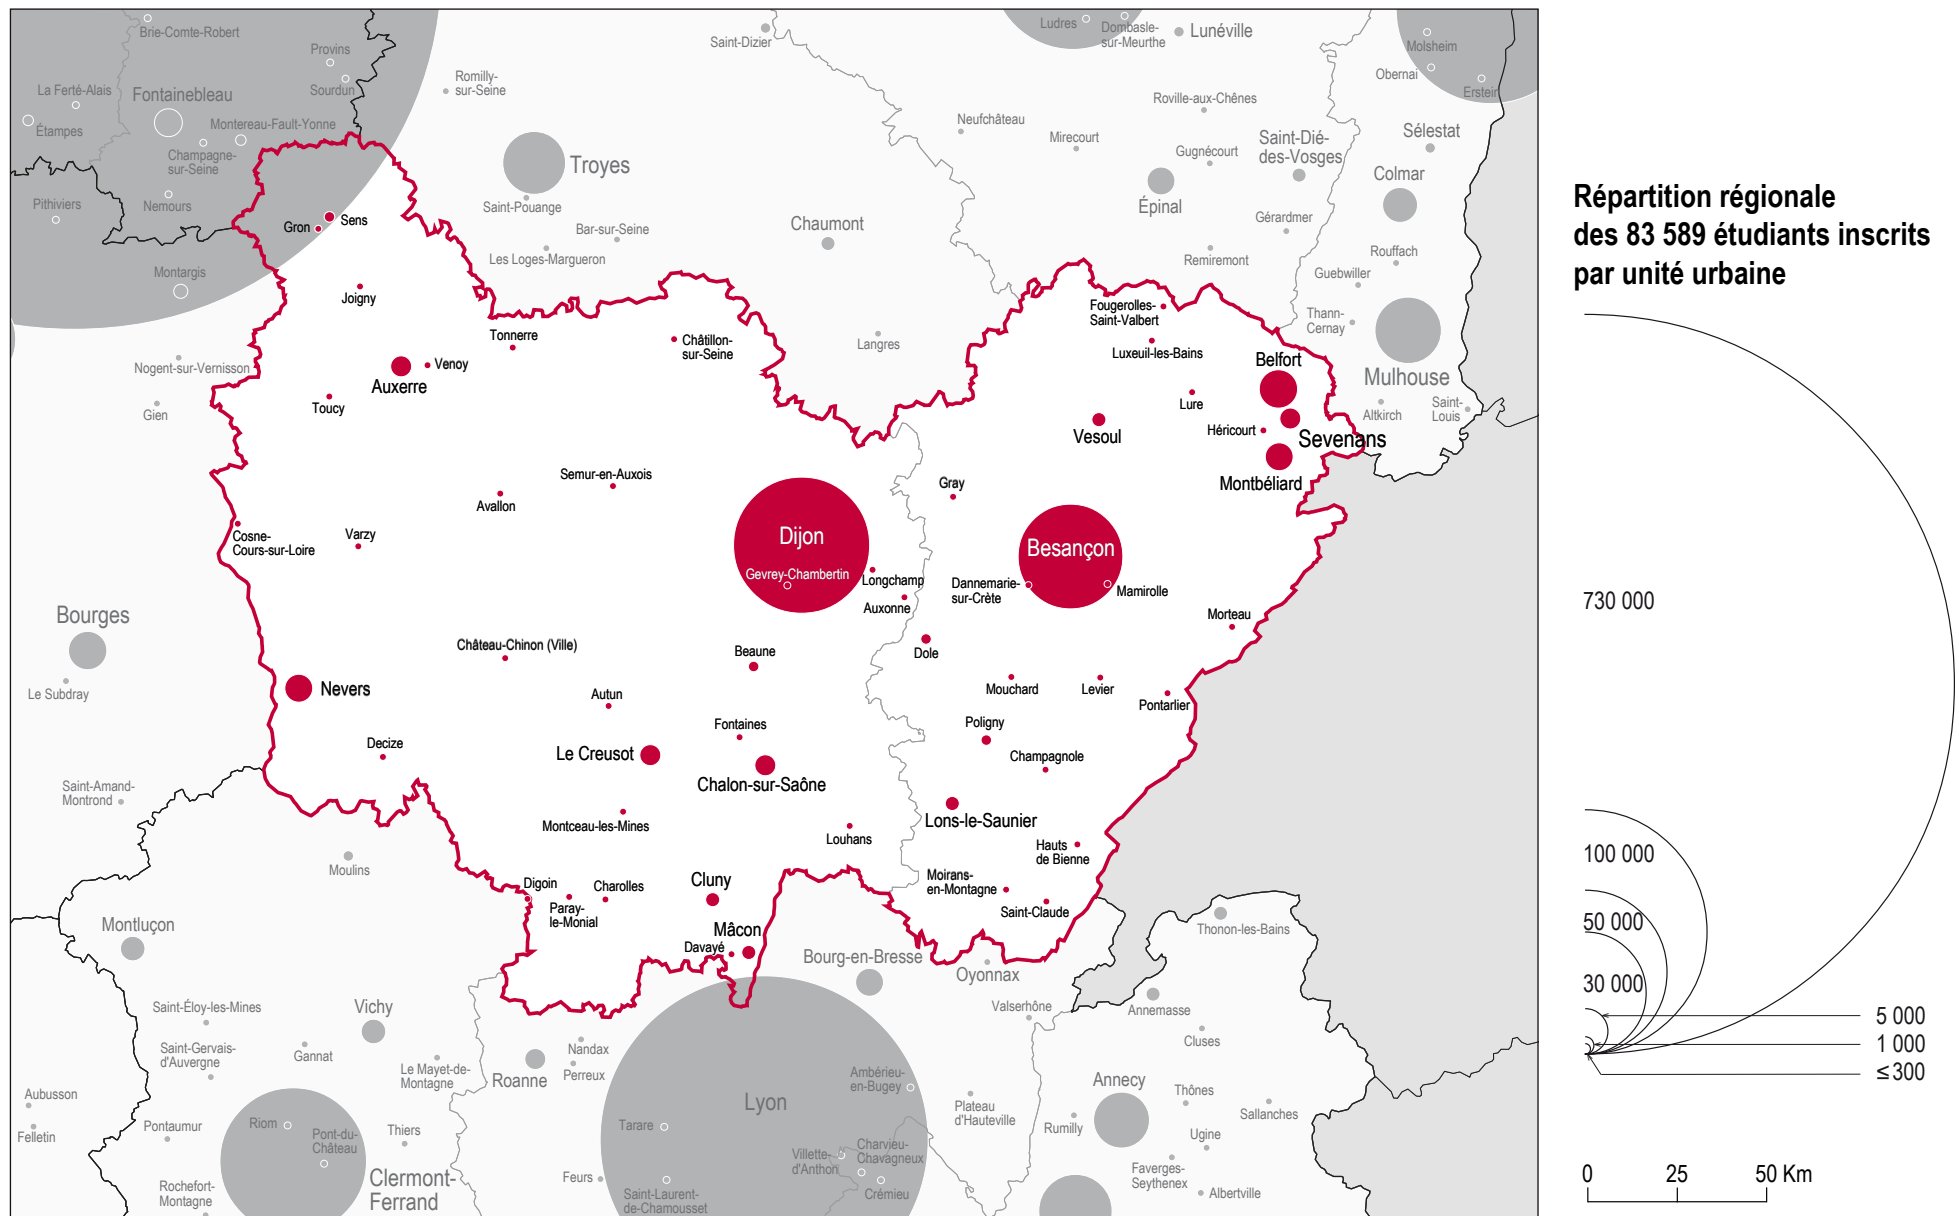 Répartition régionale
des 83 589 étudiants inscrits
par unité urbaine
730 000
100 000
50 000
30 000
5 000
1 000
≤ 300
0 25 50 Km
Brie-Comte-Robert
Provins
Sourdun
La Ferté-Alais
Étampes
Fontainebleau
Montereau-Fault-Yonne
Champagne-
sur-Seine
Nemours
Pithiviers
Montargis
Romilly-
sur-Seine
Troyes
Saint-Pouange
Bar-sur-Seine
Les Loges-Margueron
Saint-Dizier
Chaumont
Langres
Ludres
Dombasle-
sur-Meurthe
Lunéville
Neufchâteau
Mirecourt
Roville-aux-Chênes
Gugnécourt
Épinal
Saint-Dié-
des-Vosges
Gérardmer
Remiremont
Molsheim
Obernai
Erstein
Sélestat
Colmar
Rouffach
Guebwiller
Thann-
Cernay
Mulhouse
Altkirch
Saint-
Louis
Gron
Sens
Joigny
Tonnerre
Châtillon-
sur-Seine
Auxerre
Venoy
Toucy
Nogent-sur-Vernisson
Gien
Fougerolles-
Saint-Valbert
Luxeuil-les-Bains
Lure
Vesoul
Belfort
Héricourt
Sevenans
Montbéliard
Semur-en-Auxois
Avallon
Varzy
Cosne-
Cours-sur-Loire
Dijon
Gevrey-Chambertin
Longchamp
Auxonne
Gray
Besançon
Dannemarie-
sur-Crète
Mamirolle
Morteau
Dole
Mouchard
Levier
Pontarlier
Poligny
Champagnole
Lons-le-Saunier
Hauts
de Bienne
Moirans-
en-Montagne
Saint-Claude
Bourges
Le Subdray
Château-Chinon (Ville)
Beaune
Nevers
Autun
Fontaines
Decize
Le Creusot
Chalon-sur-Saône
Montceau-les-Mines
Louhans
Digoin
Paray-
le-Monial
Charolles
Cluny
Mâcon
Davayé
Saint-Amand-
Montrond
Moulins
Montluçon
Saint-Éloy-les-Mines
Vichy
Saint-Gervais-
d'Auvergne
Gannat
Le Mayet-de-
Montagne
Aubusson
Felletin
Pontaumur
Riom
Pont-du-
Château
Thiers
Clermont-
Ferrand
Rochefort-
Montagne
Roanne
Nandax
Perreux
Feurs
Tarare
Lyon
Saint-Laurent-
de-Chamousset
Villette-
d'Anthon
Charvieu-
Chavagneux
Crémieu
Ambérieu-
en-Bugey
Bourg-en-Bresse
Oyonnax
Valserhône
Plateau
d'Hauteville
Thonon-les-Bains
Annemasse
Cluses
Annecy
Thônes
Sallanches
Rumilly
Ugine
Faverges-
Seythenex
Albertville